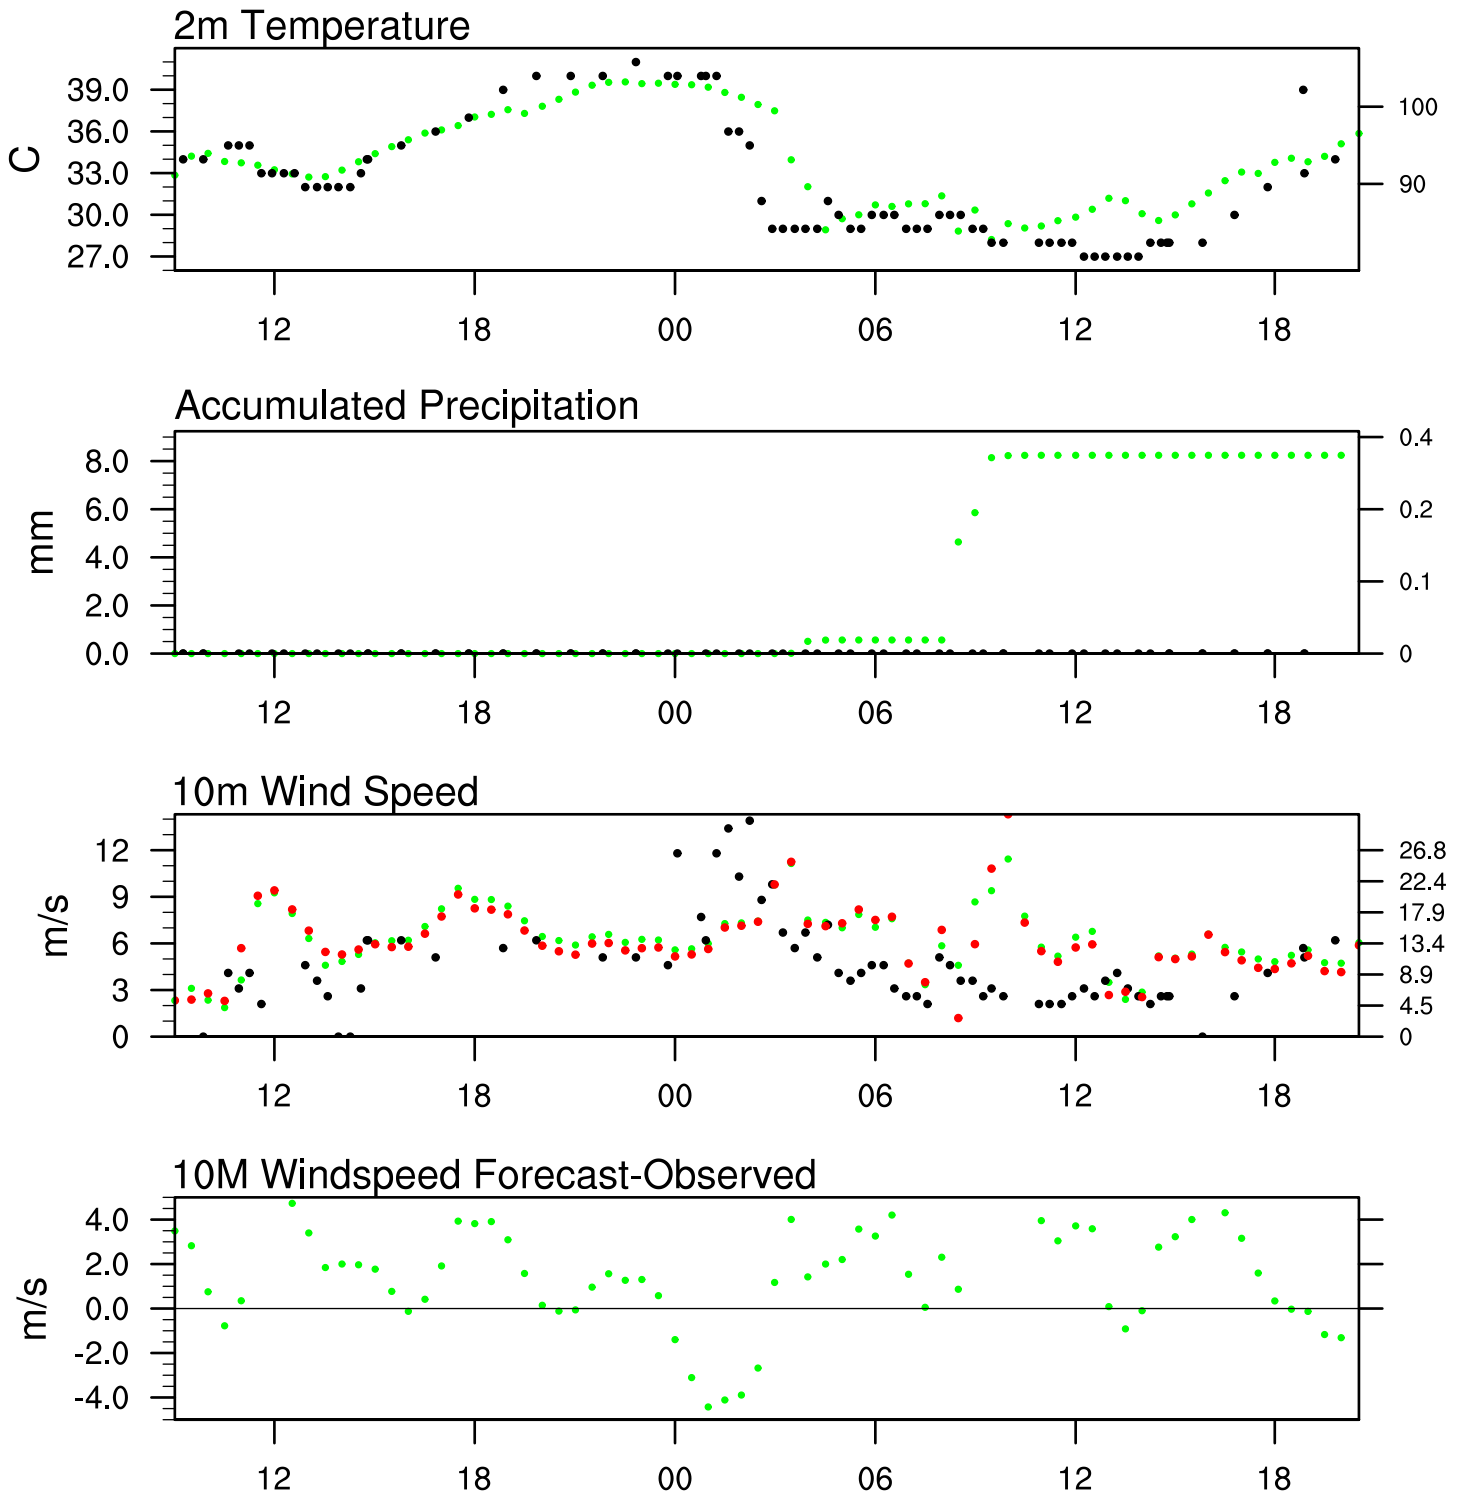 2m Temperature
39.0
36.0
33.0
30.0
27.0
C
100
90
12 18 00 06 12 18
Accumulated Precipitation
8.0
6.0
4.0
2.0
0.0
mm
0.4
0.2
0.1
0
12 18 00 06 12 18
10m Wind Speed
12
9
6
3
0
m/s
26.8
22.4
17.9
13.4
8.9
4.5
0
12 18 00 06 12 18
10M Windspeed Forecast-Observed
4.0
2.0
0.0
-2.0
-4.0
m/s
12 18 00 06 12 18